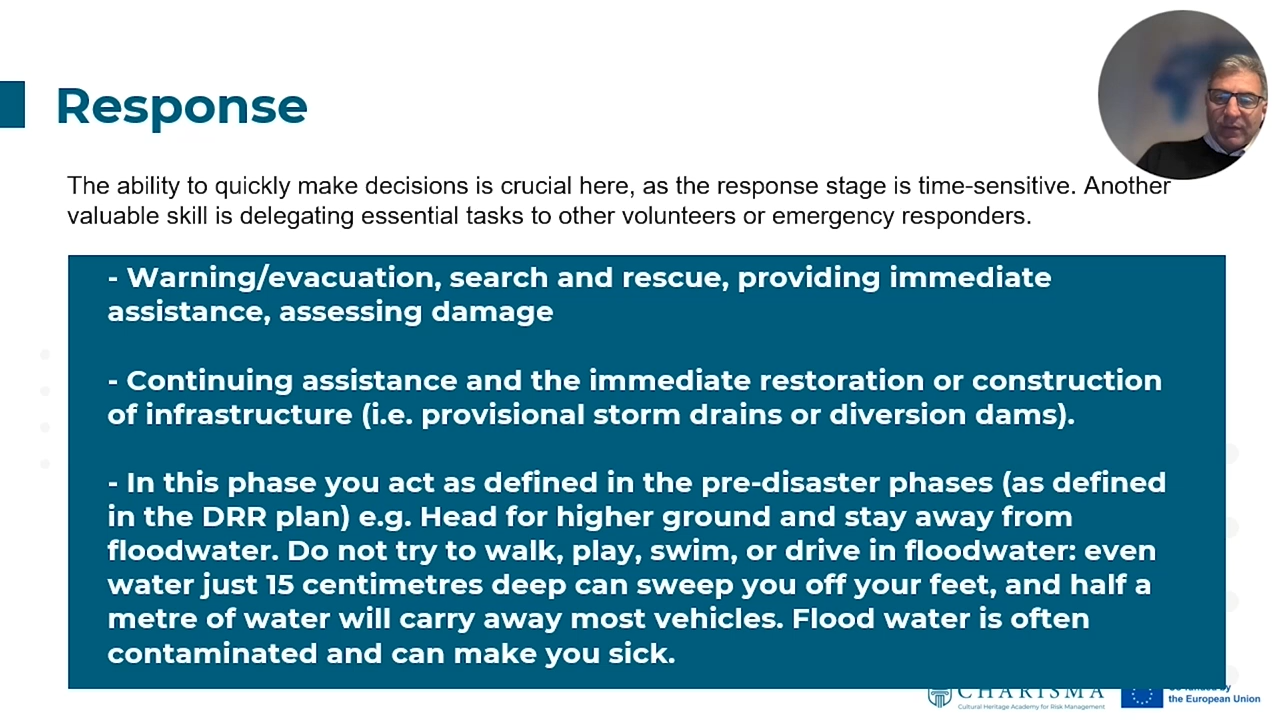 Response
The ability to quickly make decisions is crucial here, as the response stage is time-sensitive. Another
valuable skill is delegating essential tasks to other volunteers or emergency responders.
- Warning/evacuation, search and rescue, providing immediate
assistance, assessing damage
- Continuing assistance and the immediate restoration or construction
of infrastructure (i.e. provisional storm drains or diversion dams).
- In this phase you act as defined in the pre-disaster phases (as defined
in the DRR plan) e.g. Head for higher ground and stay away from
floodwater. Do not try to walk, play, swim, or drive in floodwater: even
water just 15 centimetres deep can sweep you off your feet, and half a
metre of water will carry away most vehicles. Flood water is often
contaminated and can make you sick.
CHARISMA
Cultural Heritage Academy for Risk Management
the European Union